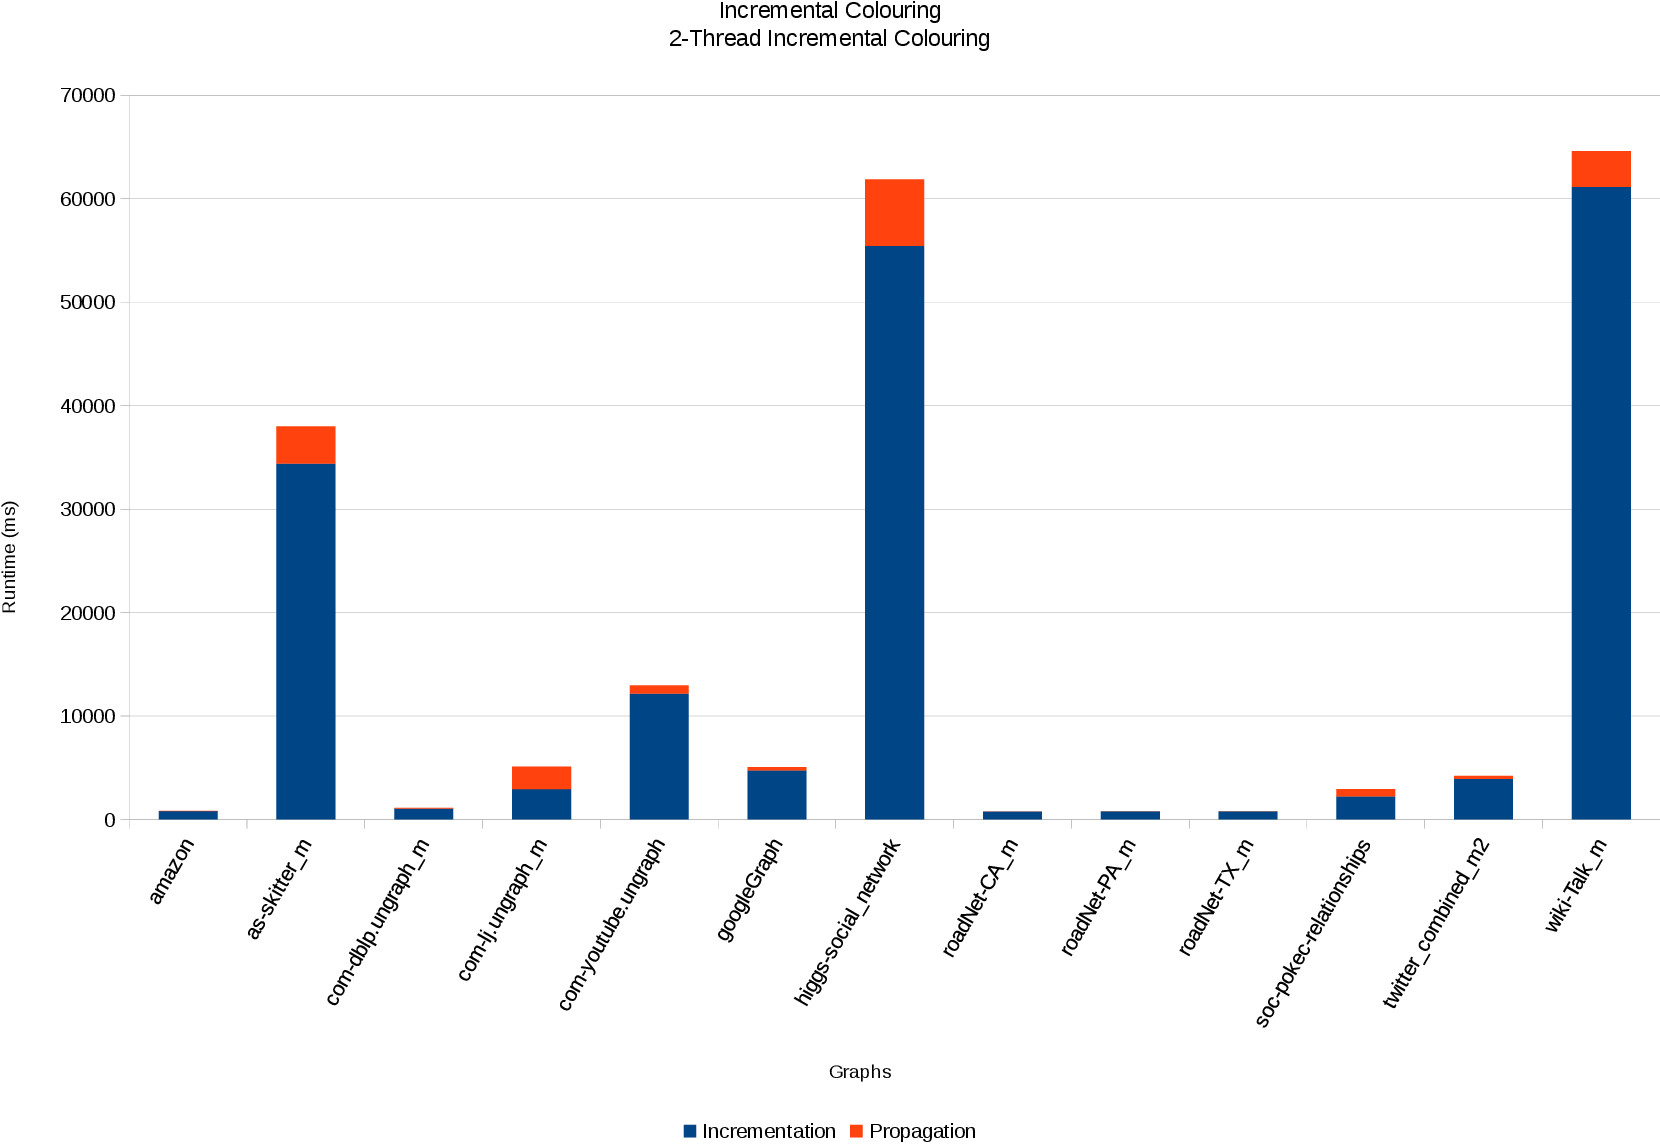 Incremental Colouring
2-Thread Incremental Colouring
70000
60000
50000
40000
30000
20000
10000
0
Runtime (ms)
amazon
as-skitter_m
com-dblp.ungraph_m
com-lj.ungraph_m
com-youtube.ungraph
googleGraph
higgs-social_network
roadNet-CA_m
roadNet-PA_m
roadNet-TX_m
soc-pokec-relationships
twitter_combined_m2
wiki-Talk_m
Graphs
Incrementation Propagation